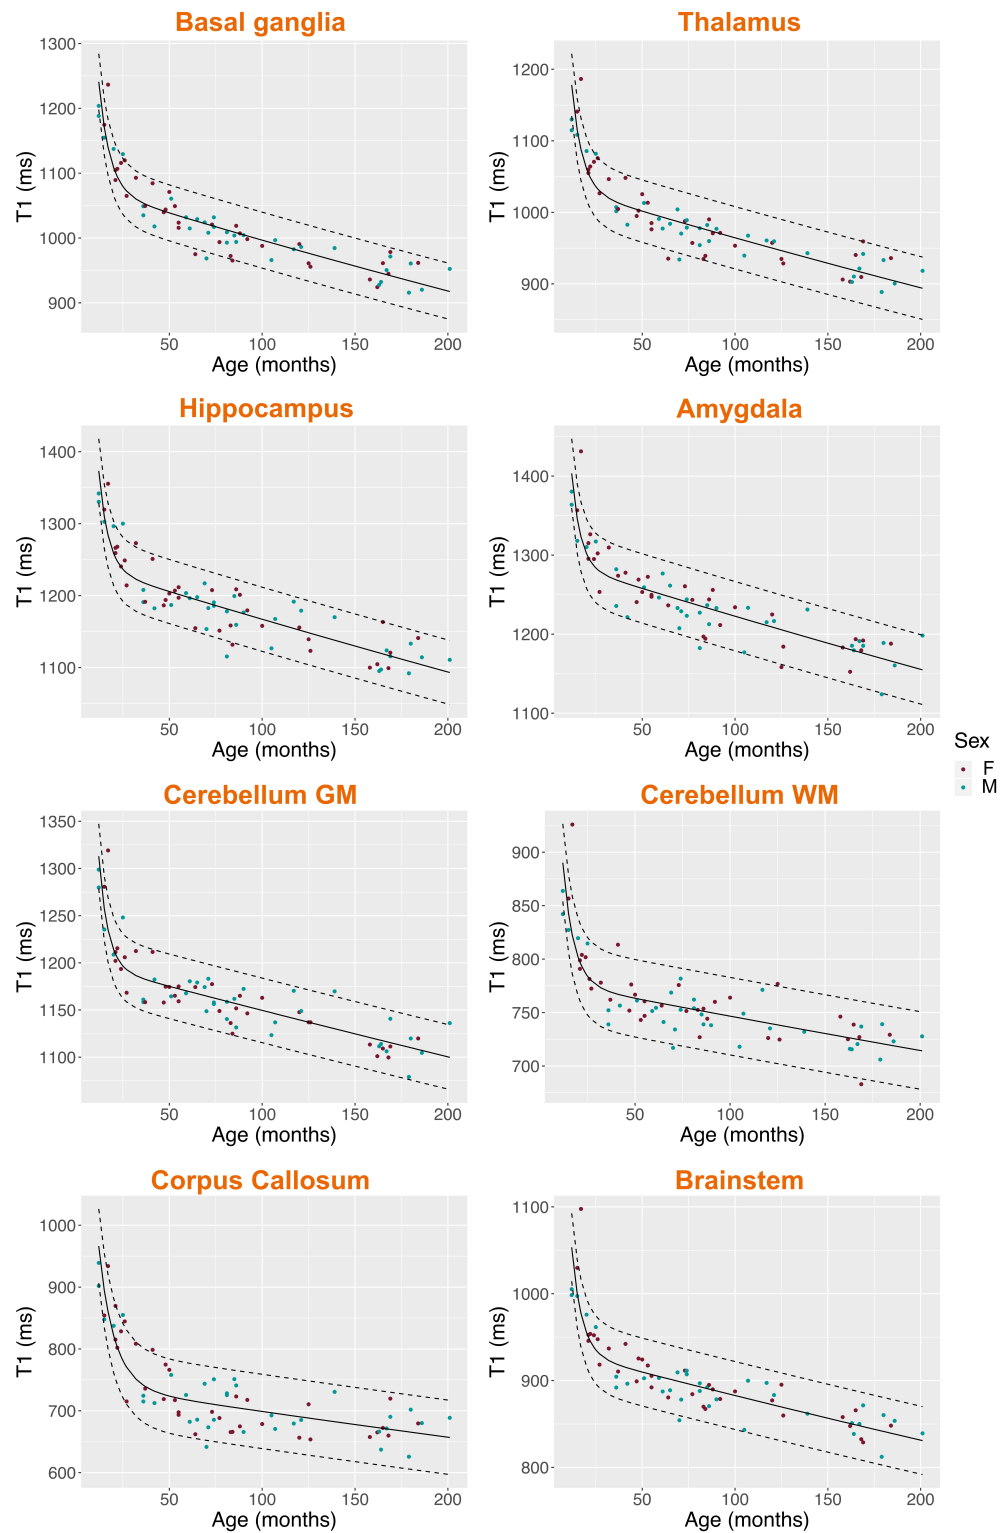 Basal ganglia
Thalamus
T1 (ms)
1300
1200
1100
1000
900
50 100 150 200
Age (months)
T1 (ms)
1200
1100
1000
900
50 100 150 200
Age (months)
Hippocampus
Amygdala
T1 (ms)
1400
1300
1200
1100
50 100 150 200
Age (months)
T1 (ms)
1400
1300
1200
1100
50 100 150 200
Age (months)
Sex
F
M
Cerebellum GM
Cerebellum WM
T1 (ms)
1350
1300
1250
1200
1150
1100
50 100 150 200
Age (months)
T1 (ms)
900
850
800
750
700
50 100 150 200
Age (months)
Corpus Callosum
Brainstem
T1 (ms)
1000
900
800
700
600
50 100 150 200
Age (months)
T1 (ms)
1100
1000
900
800
50 100 150 200
Age (months)